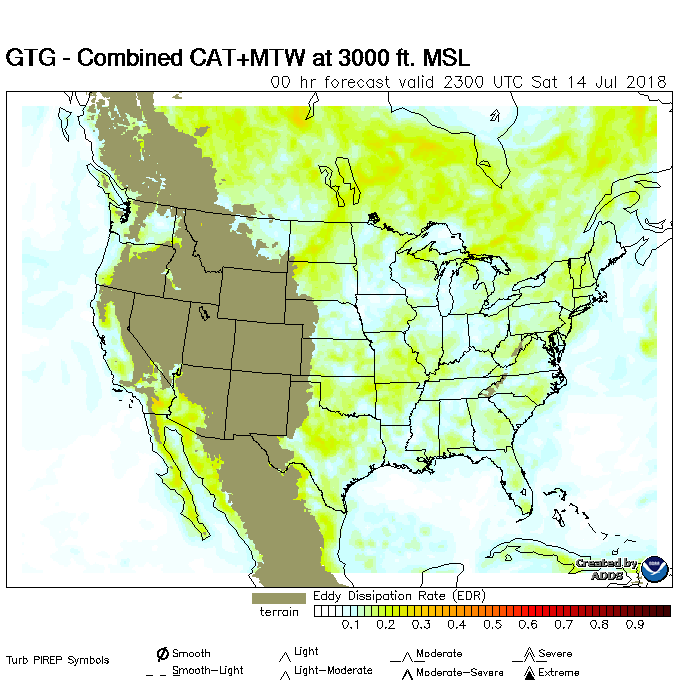 GTG - Combined CAT+MTW at 3000 ft. MSL
00 hr forecast valid 2300 UTC Sat 14 Jul 2018
Created by
ADDS
Eddy Dissipation Rate (EDR)
terrain
0.1 0.2 0.3 0.4 0.5 0.6 0.7 0.8 0.9
Turb PIREP Symbols
Smooth
Light
Moderate
Severe
Smooth-Light
Light-Moderate
Moderate-Severe
Extreme